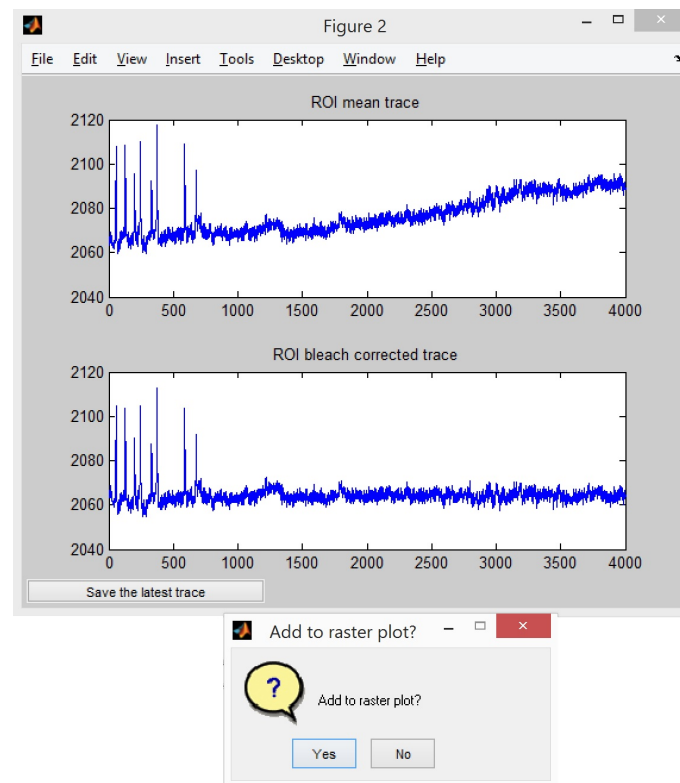 Figure 2
File Edit View Insert Tools Desktop Window Help
ROI mean trace
2120
2100
2080
2060
2040
0 500 1000 1500 2000 2500 3000 3500 4000
ROI bleach corrected trace
2120
2100
2080
2060
2040
0 500 1000 1500 2000 2500 3000 3500 4000
Save the latest trace
Add to raster plot?
?
Add to raster plot?
Yes No